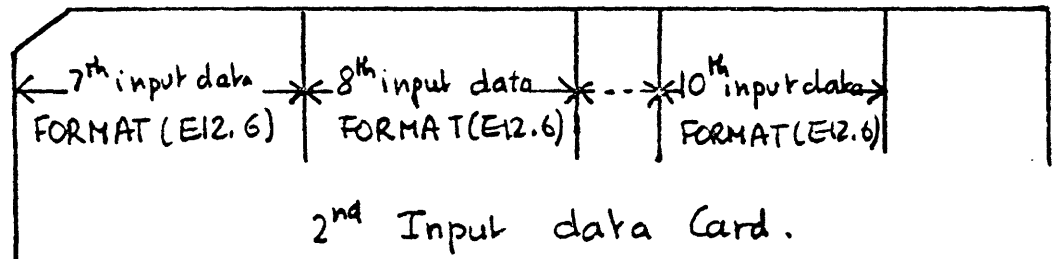 7th input data 8th input data 10th input data
FORMAT (E12.6) FORMAT (E12.6) FORMAT (E12.6)
2nd Input data Card.